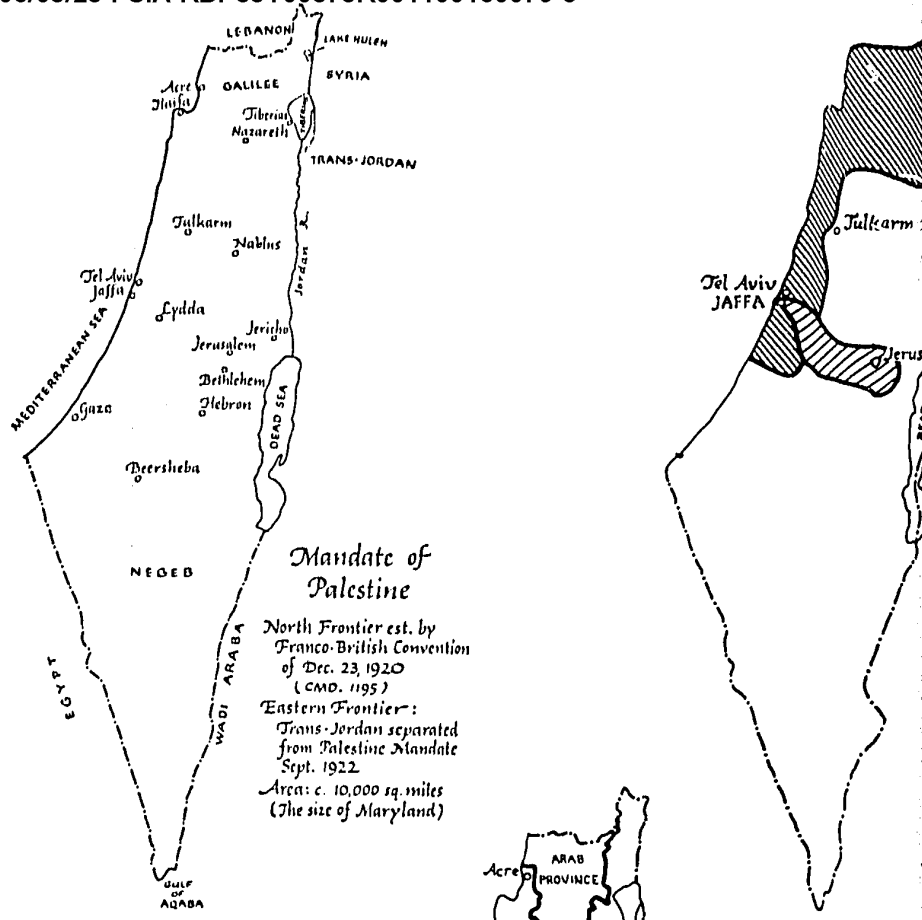 LEBANON
LAKE HULEH
SYRIA
GALILEE
Acre
Haifa
Tiberias
Nazareth
TRANS-JORDAN
Tulkarm
Nablus
Jordan R.
Tel Aviv
Jaffa
Lydda
Jericho
Jerusalem
Bethlehem
Hebron
DEAD SEA
MEDITERRANEAN SEA
Gaza
Beersheba
NEGEB
EGYPT
WADI ARABA
GULF
OF
AQABA
Mandate of
Palestine
North Frontier est. by
Franco-British Convention
of Dec. 23, 1920
(CMD. 1195)
Eastern Frontier:
Trans-Jordan separated
from Palestine Mandate
Sept. 1922
Area: c. 10,000 sq. miles
(The size of Maryland)
Tulkarm
Tel Aviv
JAFFA
Jerus
Acre
ARAB
PROVINCE